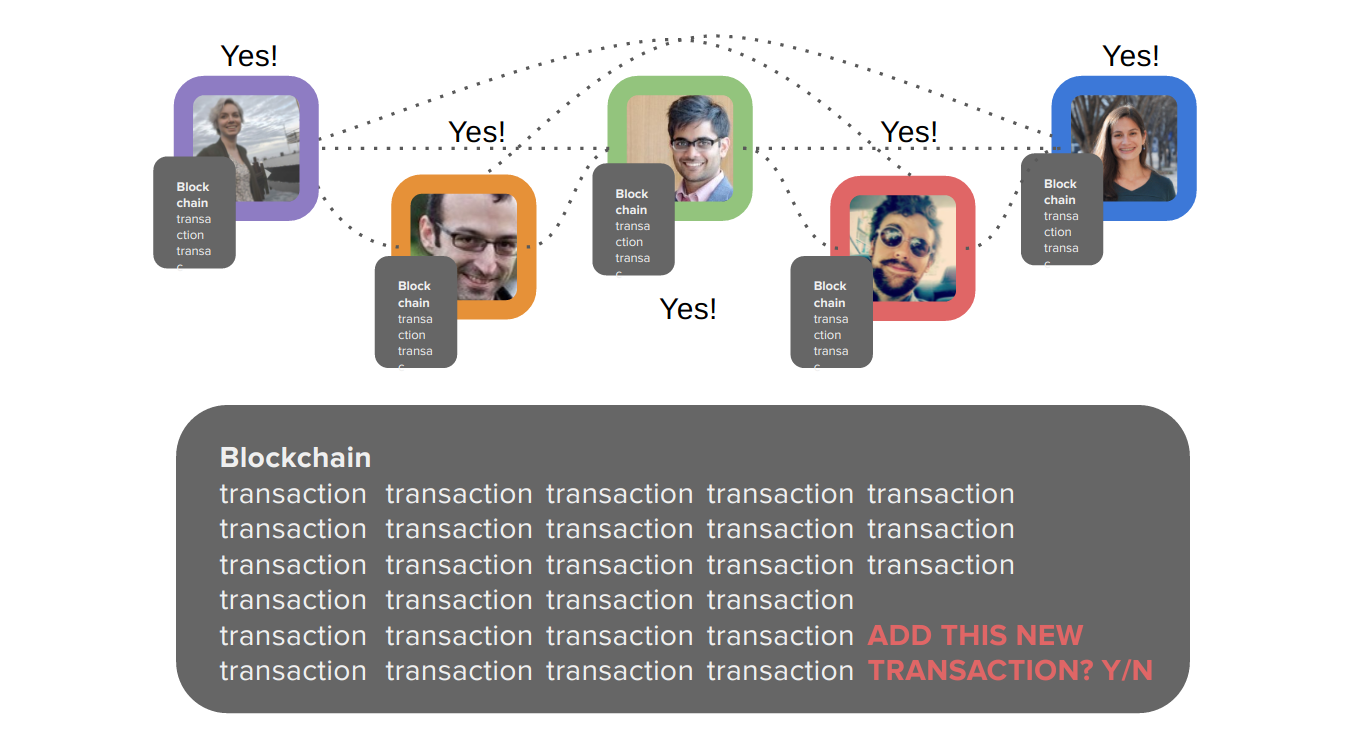 Yes!
Yes!
Yes!
Yes!
Block
chain
transa
ction
transa
c
Block
chain
transa
ction
transa
c
Block
chain
transa
ction
transa
c
Block
chain
transa
ction
transa
c
Block
chain
transa
ction
transa
c
Yes!
Blockchain
transaction transaction transaction transaction transaction
transaction transaction transaction transaction transaction
transaction transaction transaction transaction transaction
transaction transaction transaction transaction
transaction transaction transaction transaction ADD THIS NEW
transaction transaction transaction transaction TRANSACTION? Y/N